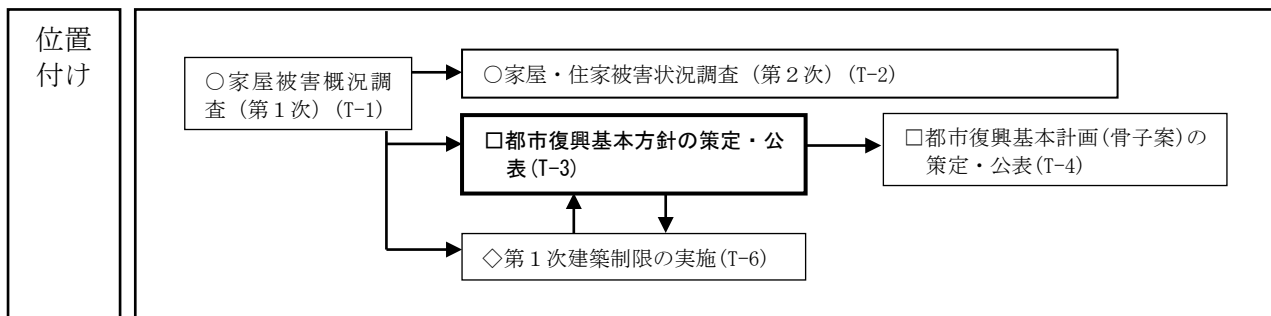 位置
付け
○家屋被害概況調
査（第１次）(T-1)
○家屋・住家被害状況調査（第２次）(T-2)
□都市復興基本方針の策定・公
表(T-3)
□都市復興基本計画(骨子案)の
策定・公表(T-4)
◇第１次建築制限の実施(T-6)